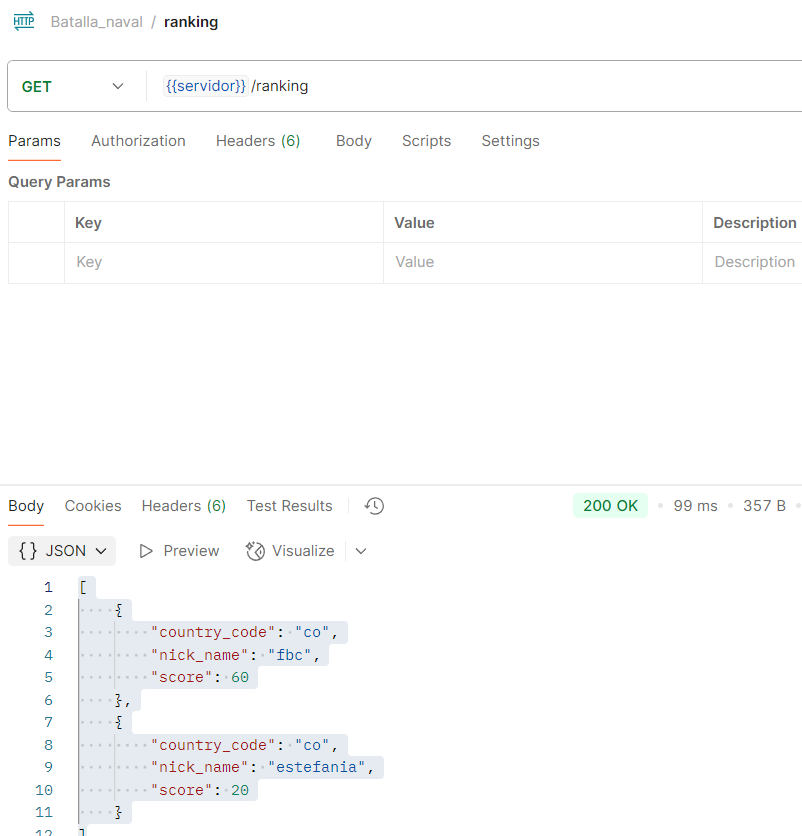 HTTP Batalla_naval / ranking
GET {{servidor}} /ranking
Params Authorization Headers (6) Body Scripts Settings
Query Params
Key Value Description
Key Value Description
Body Cookies Headers (6) Test Results 200 OK • 99 ms • 357 B •
{} JSON Preview Visualize
1 [
2 ····{
3 ········"country_code":·"co",
4 ········"nick_name":·"fbc",
5 ········"score":·60
6 ····},
7 ····{
8 ········"country_code":·"co",
9 ········"nick_name":·"estefania",
10 ········"score":·20
11 ····}
12 ]